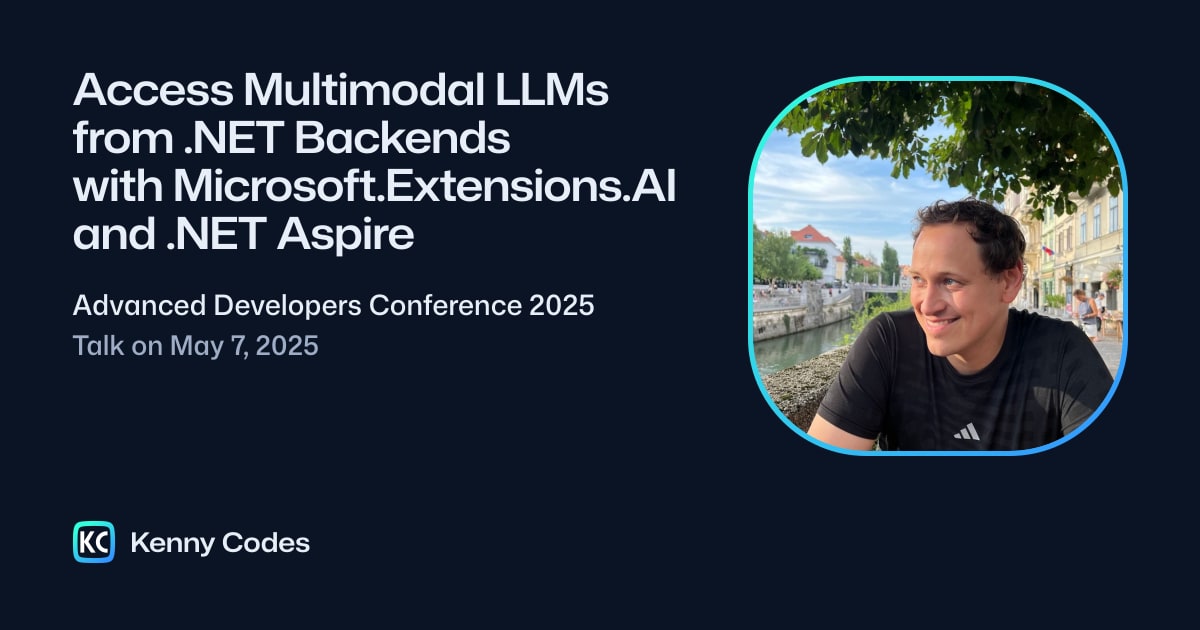 Access Multimodal LLMs
from .NET Backends
with Microsoft.Extensions.AI
and .NET Aspire
Advanced Developers Conference 2025
Talk on May 7, 2025
KC Kenny Codes